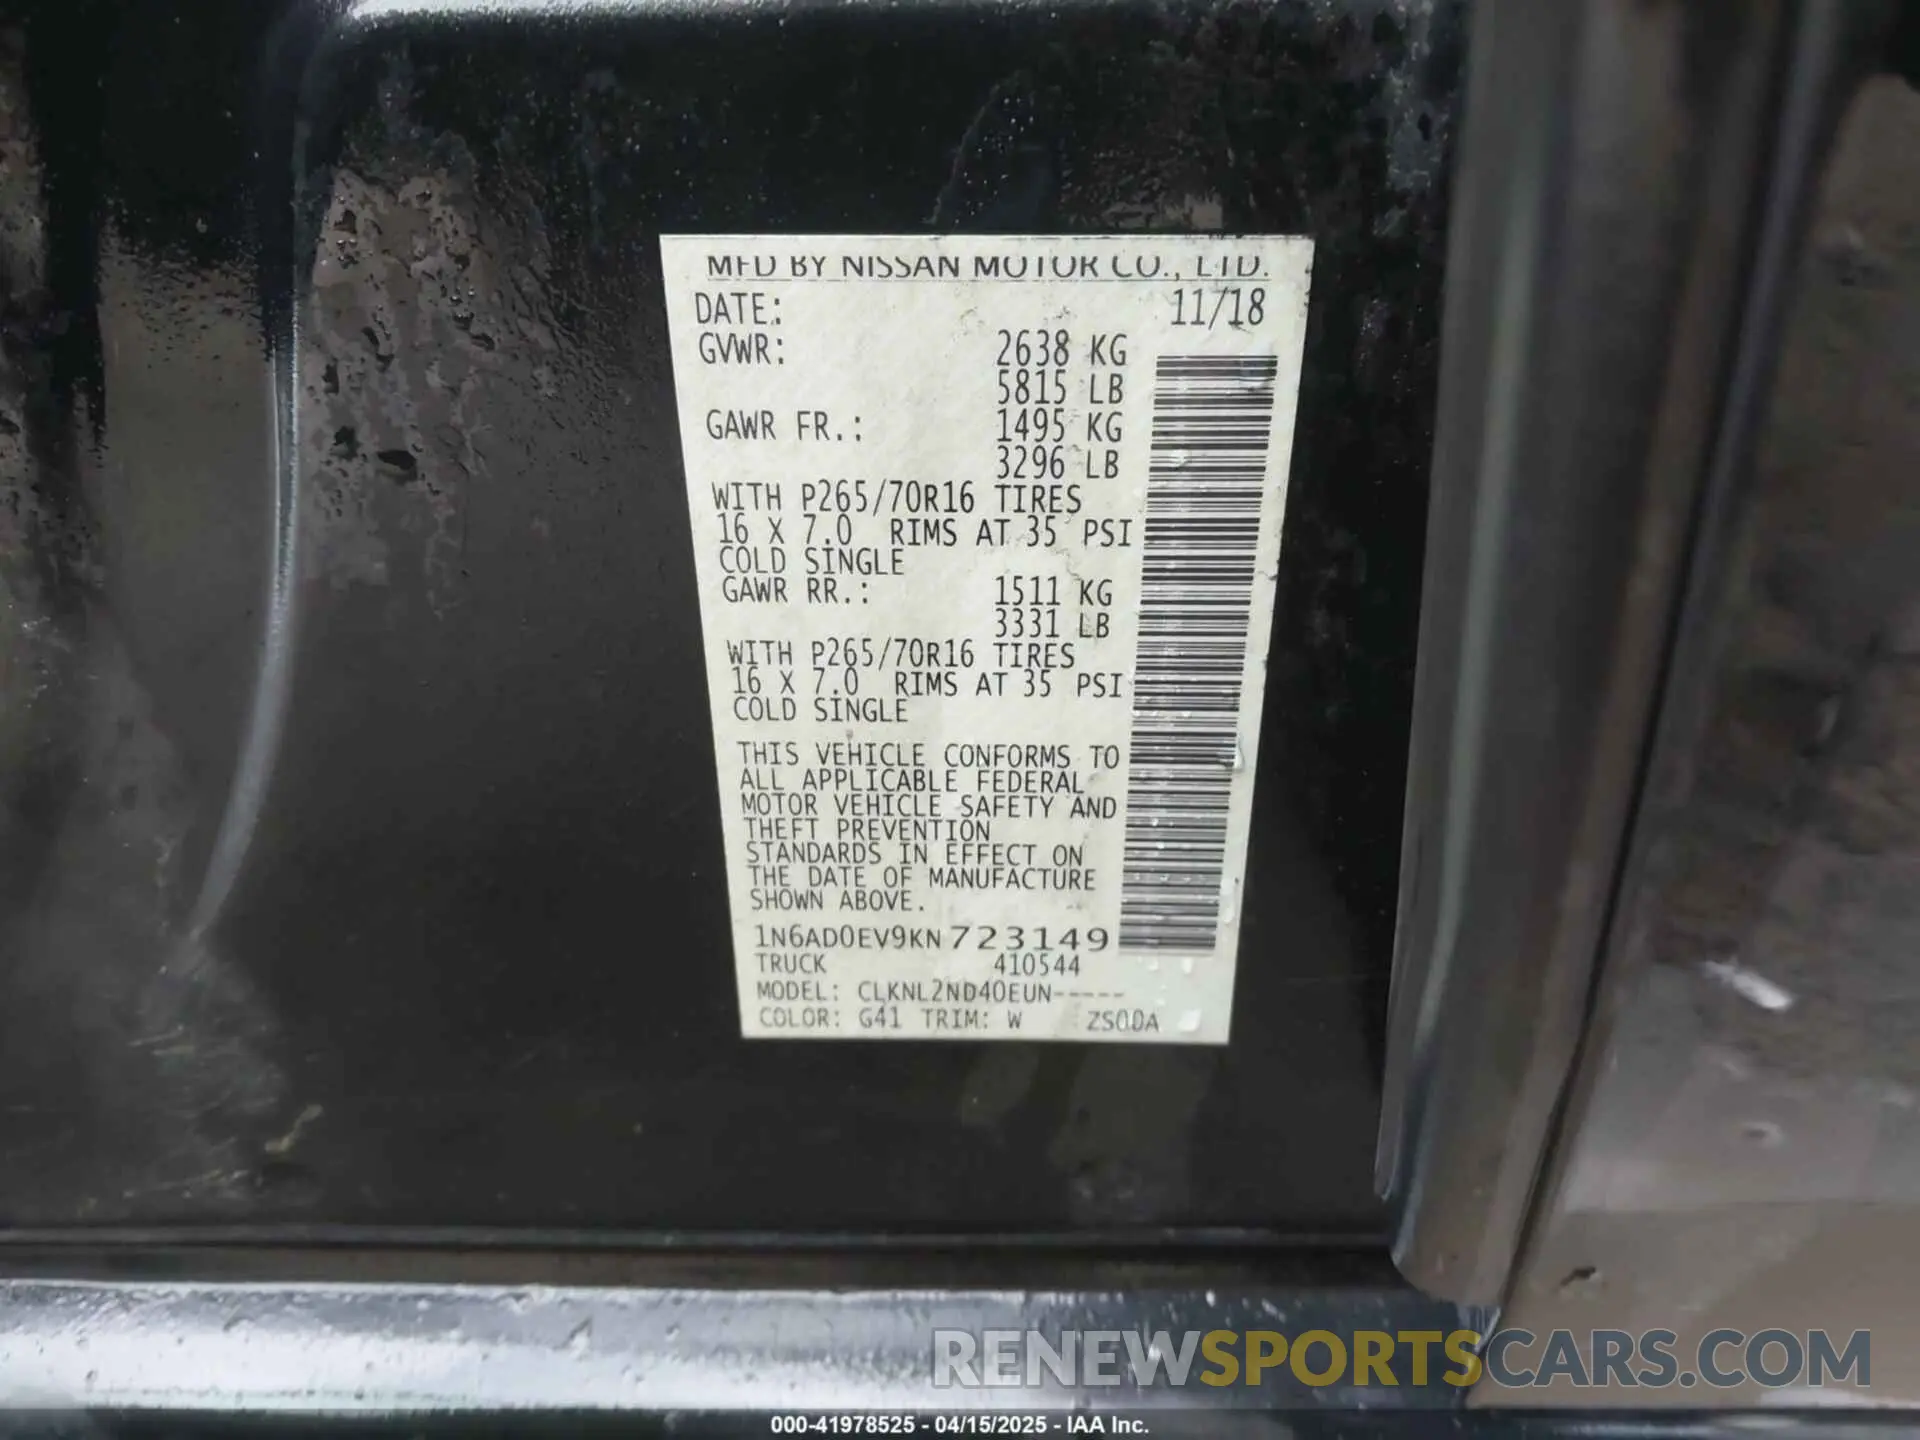 MFD BY NISSAN MOTOR CO., LTD.
DATE: 11/18
GVWR: 2638 KG
5815 LB
GAWR FR.: 1495 KG
3296 LB
WITH P265/70R16 TIRES
16 X 7.0 RIMS AT 35 PSI
COLD SINGLE
GAWR RR.: 1511 KG
3331 LB
WITH P265/70R16 TIRES
16 X 7.0 RIMS AT 35 PSI
COLD SINGLE
THIS VEHICLE CONFORMS TO
ALL APPLICABLE FEDERAL
MOTOR VEHICLE SAFETY AND
THEFT PREVENTION
STANDARDS IN EFFECT ON
THE DATE OF MANUFACTURE
SHOWN ABOVE.
1N6AD0EV9KN723149
TRUCK 410544
MODEL: CLKNL2ND40EUN-----
COLOR: G41 TRIM: W ZS00A
RENEWSPORTSCARS.COM
000-41978525 - 04/15/2025 - IAA Inc.